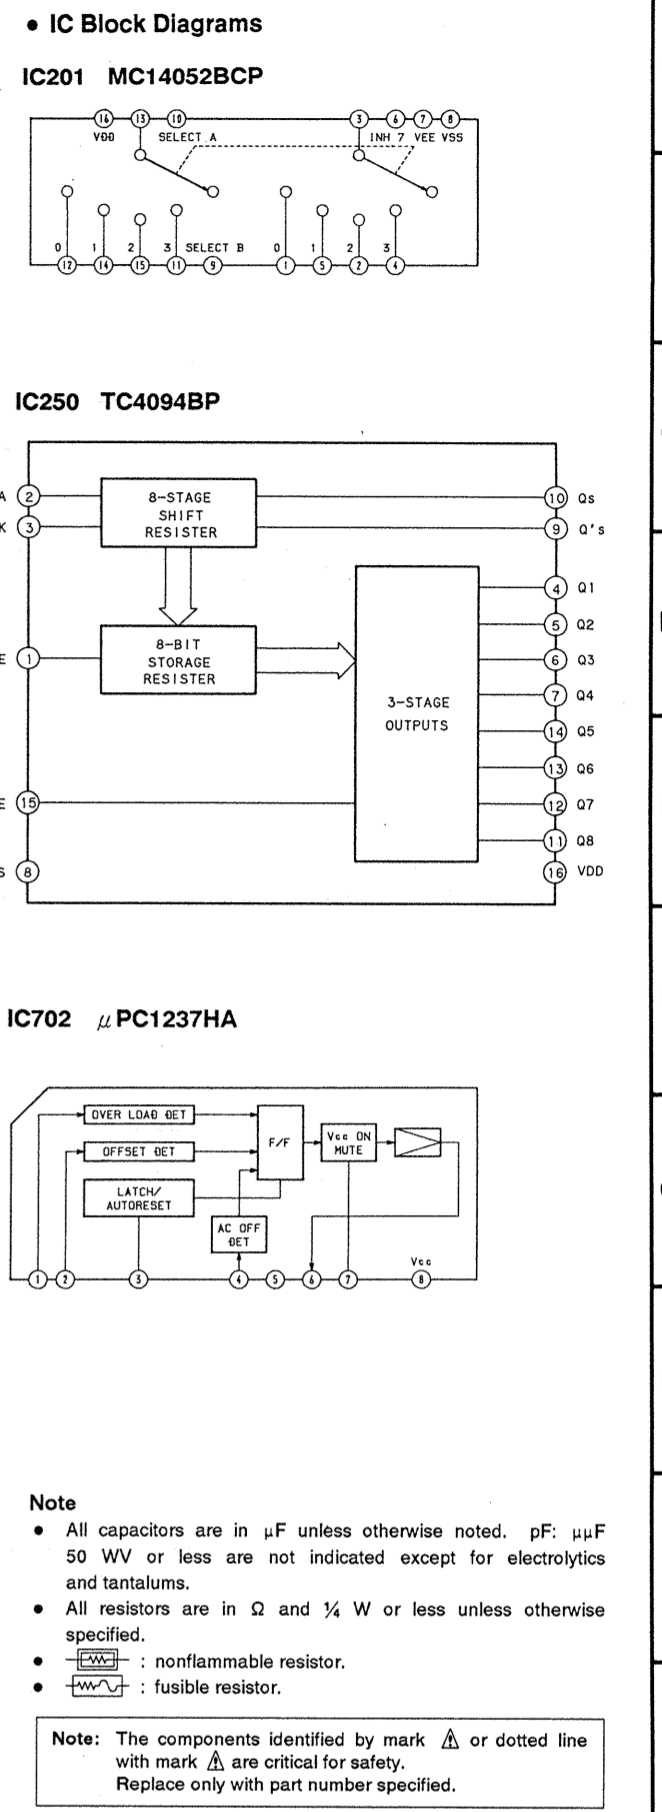 • IC Block Diagrams
IC201 MC14052BCP
16 13 10 3 6 7 8
VDD SELECT A INH 7 VEE VSS
0 1 2 3 SELECT B 0 1 2 3
12 14 15 11 9 1 5 2 4
IC250 TC4094BP
A 2 8-STAGE SHIFT REGISTER 10 Qs
K 3 9 Q's
4 Q1
5 Q2
E 1 8-BIT STORAGE REGISTER 6 Q3
3-STAGE OUTPUTS 7 Q4
14 Q5
13 Q6
E 15 12 Q7
11 Q8
S 8 16 VDD
IC702 μPC1237HA
OVER LOAD DET
F/F
Vcc ON
MUTE
OFFSET DET
LATCH/
AUTORESET
AC OFF
DET
Vcc
1 2 3 4 5 6 7 8
Note
• All capacitors are in μF unless otherwise noted. pF: μμF
50 WV or less are not indicated except for electrolytics
and tantalums.
• All resistors are in Ω and ¼ W or less unless otherwise
specified.
• : nonflammable resistor.
• : fusible resistor.
Note: The components identified by mark ⚠ or dotted line
with mark ⚠ are critical for safety.
Replace only with part number specified.